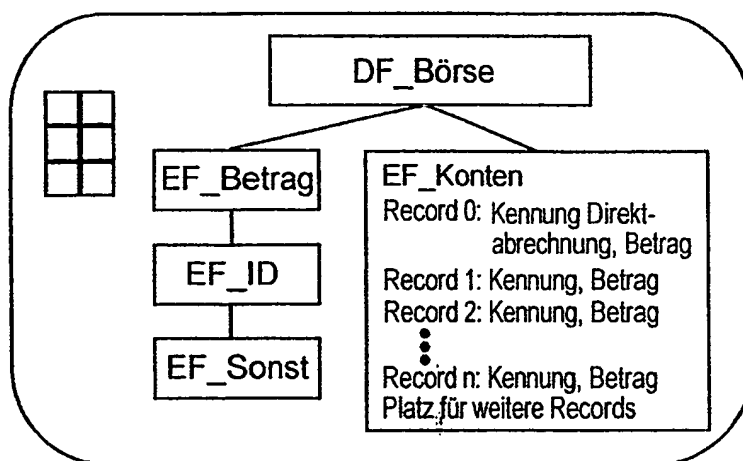 DF_Börse
EF_Betrag
EF_ID
EF_Sonst
EF_Konten
Record 0: Kennung Direkt-
abrechnung, Betrag
Record 1: Kennung, Betrag
Record 2: Kennung, Betrag
Record n: Kennung, Betrag
Platz für weitere Records